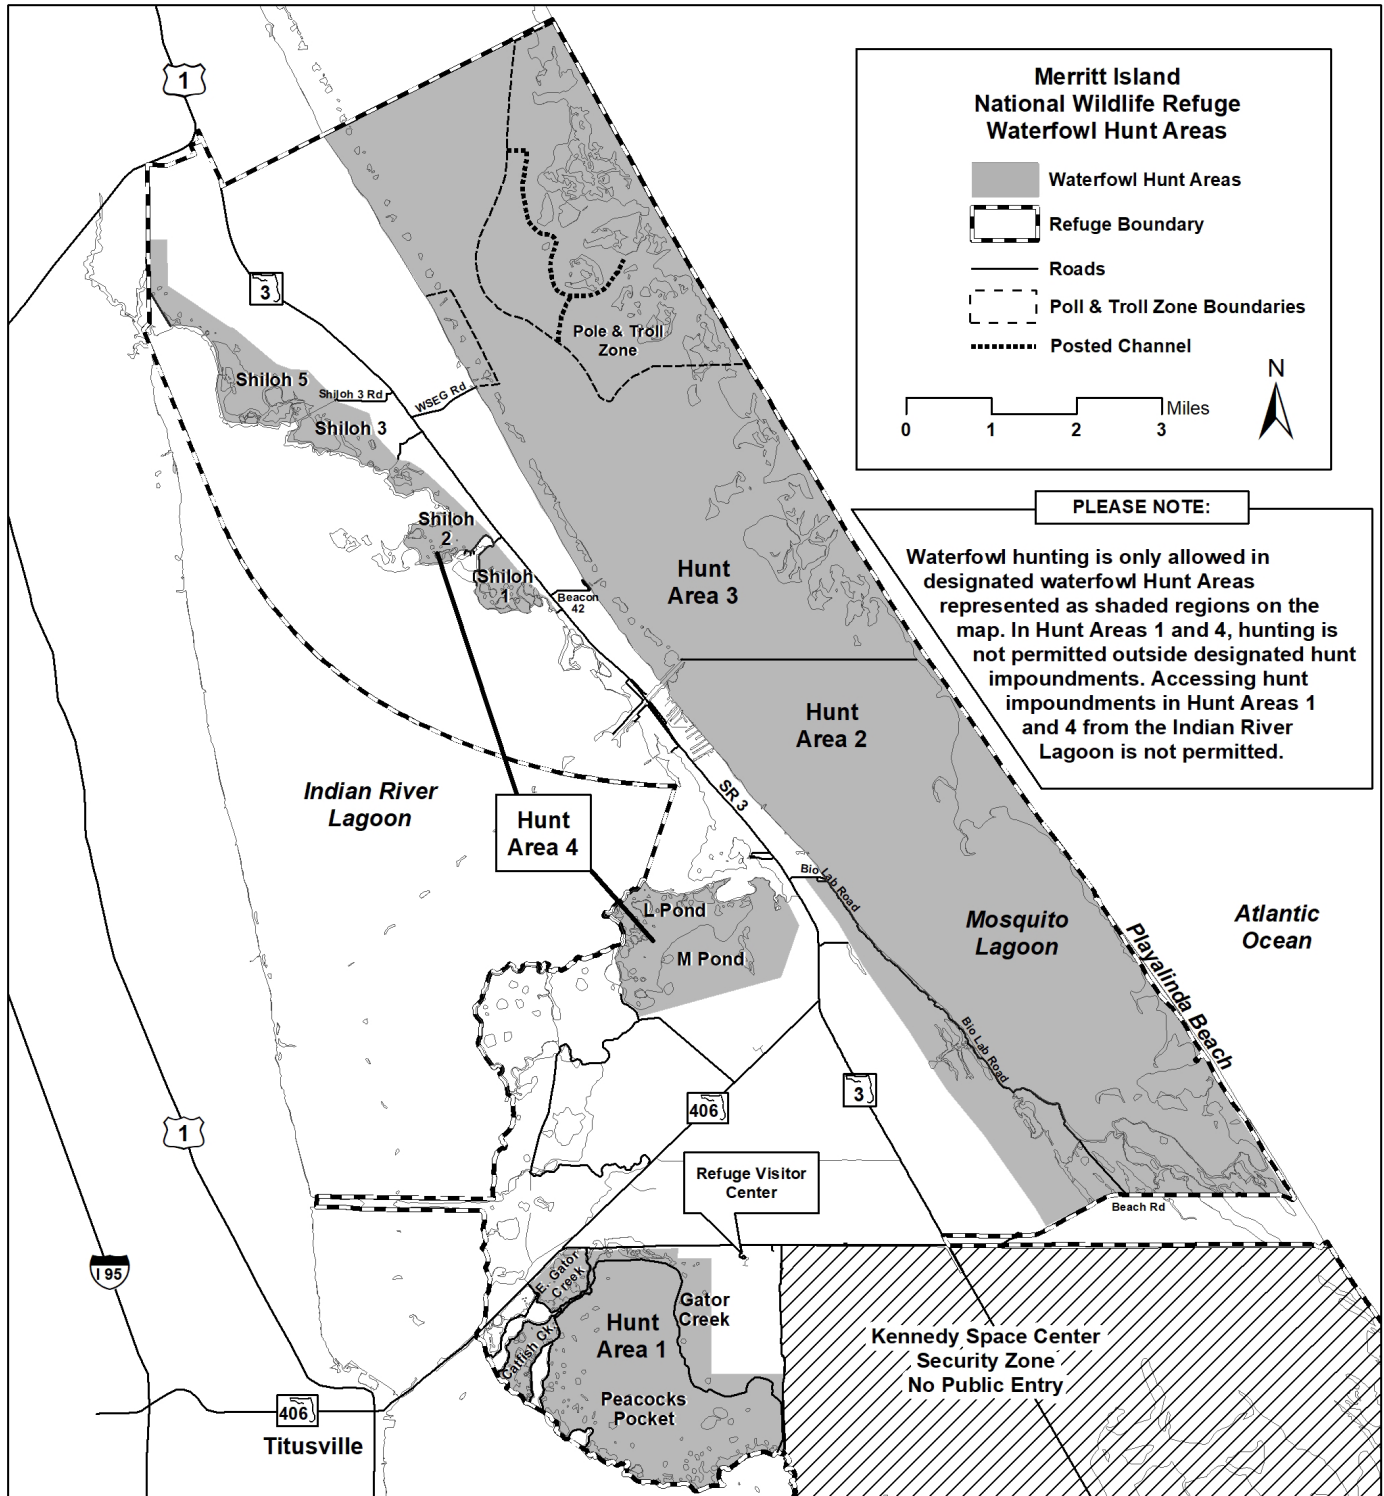 Merritt Island
National Wildlife Refuge
Waterfowl Hunt Areas
Waterfowl Hunt Areas
Refuge Boundary
Roads
Poll & Troll Zone Boundaries
Posted Channel
N
Miles
0 1 2 3
PLEASE NOTE:
Waterfowl hunting is only allowed in
designated waterfowl Hunt Areas
represented as shaded regions on the
map. In Hunt Areas 1 and 4, hunting is
not permitted outside designated hunt
impoundments. Accessing hunt
impoundments in Hunt Areas 1
and 4 from the Indian River
Lagoon is not permitted.
1
3
Pole & Troll
Zone
Shiloh 5
Shiloh 3 Rd
WSEG Rd
Shiloh 3
Shiloh
2
Shiloh
1
Beacon
42
Hunt
Area 3
Hunt
Area 2
SR 3
Indian River
Lagoon
Hunt
Area 4
Bio Lab Road
L Pond
M Pond
Mosquito
Lagoon
Atlantic
Ocean
Playalinda Beach
Bio Lab Road
3
406
1
Refuge Visitor
Center
Beach Rd
I 95
E. Gator
Creek
Gator
Creek
Hunt
Area 1
Catfish Ck.
Peacocks
Pocket
Kennedy Space Center
Security Zone
No Public Entry
406
Titusville